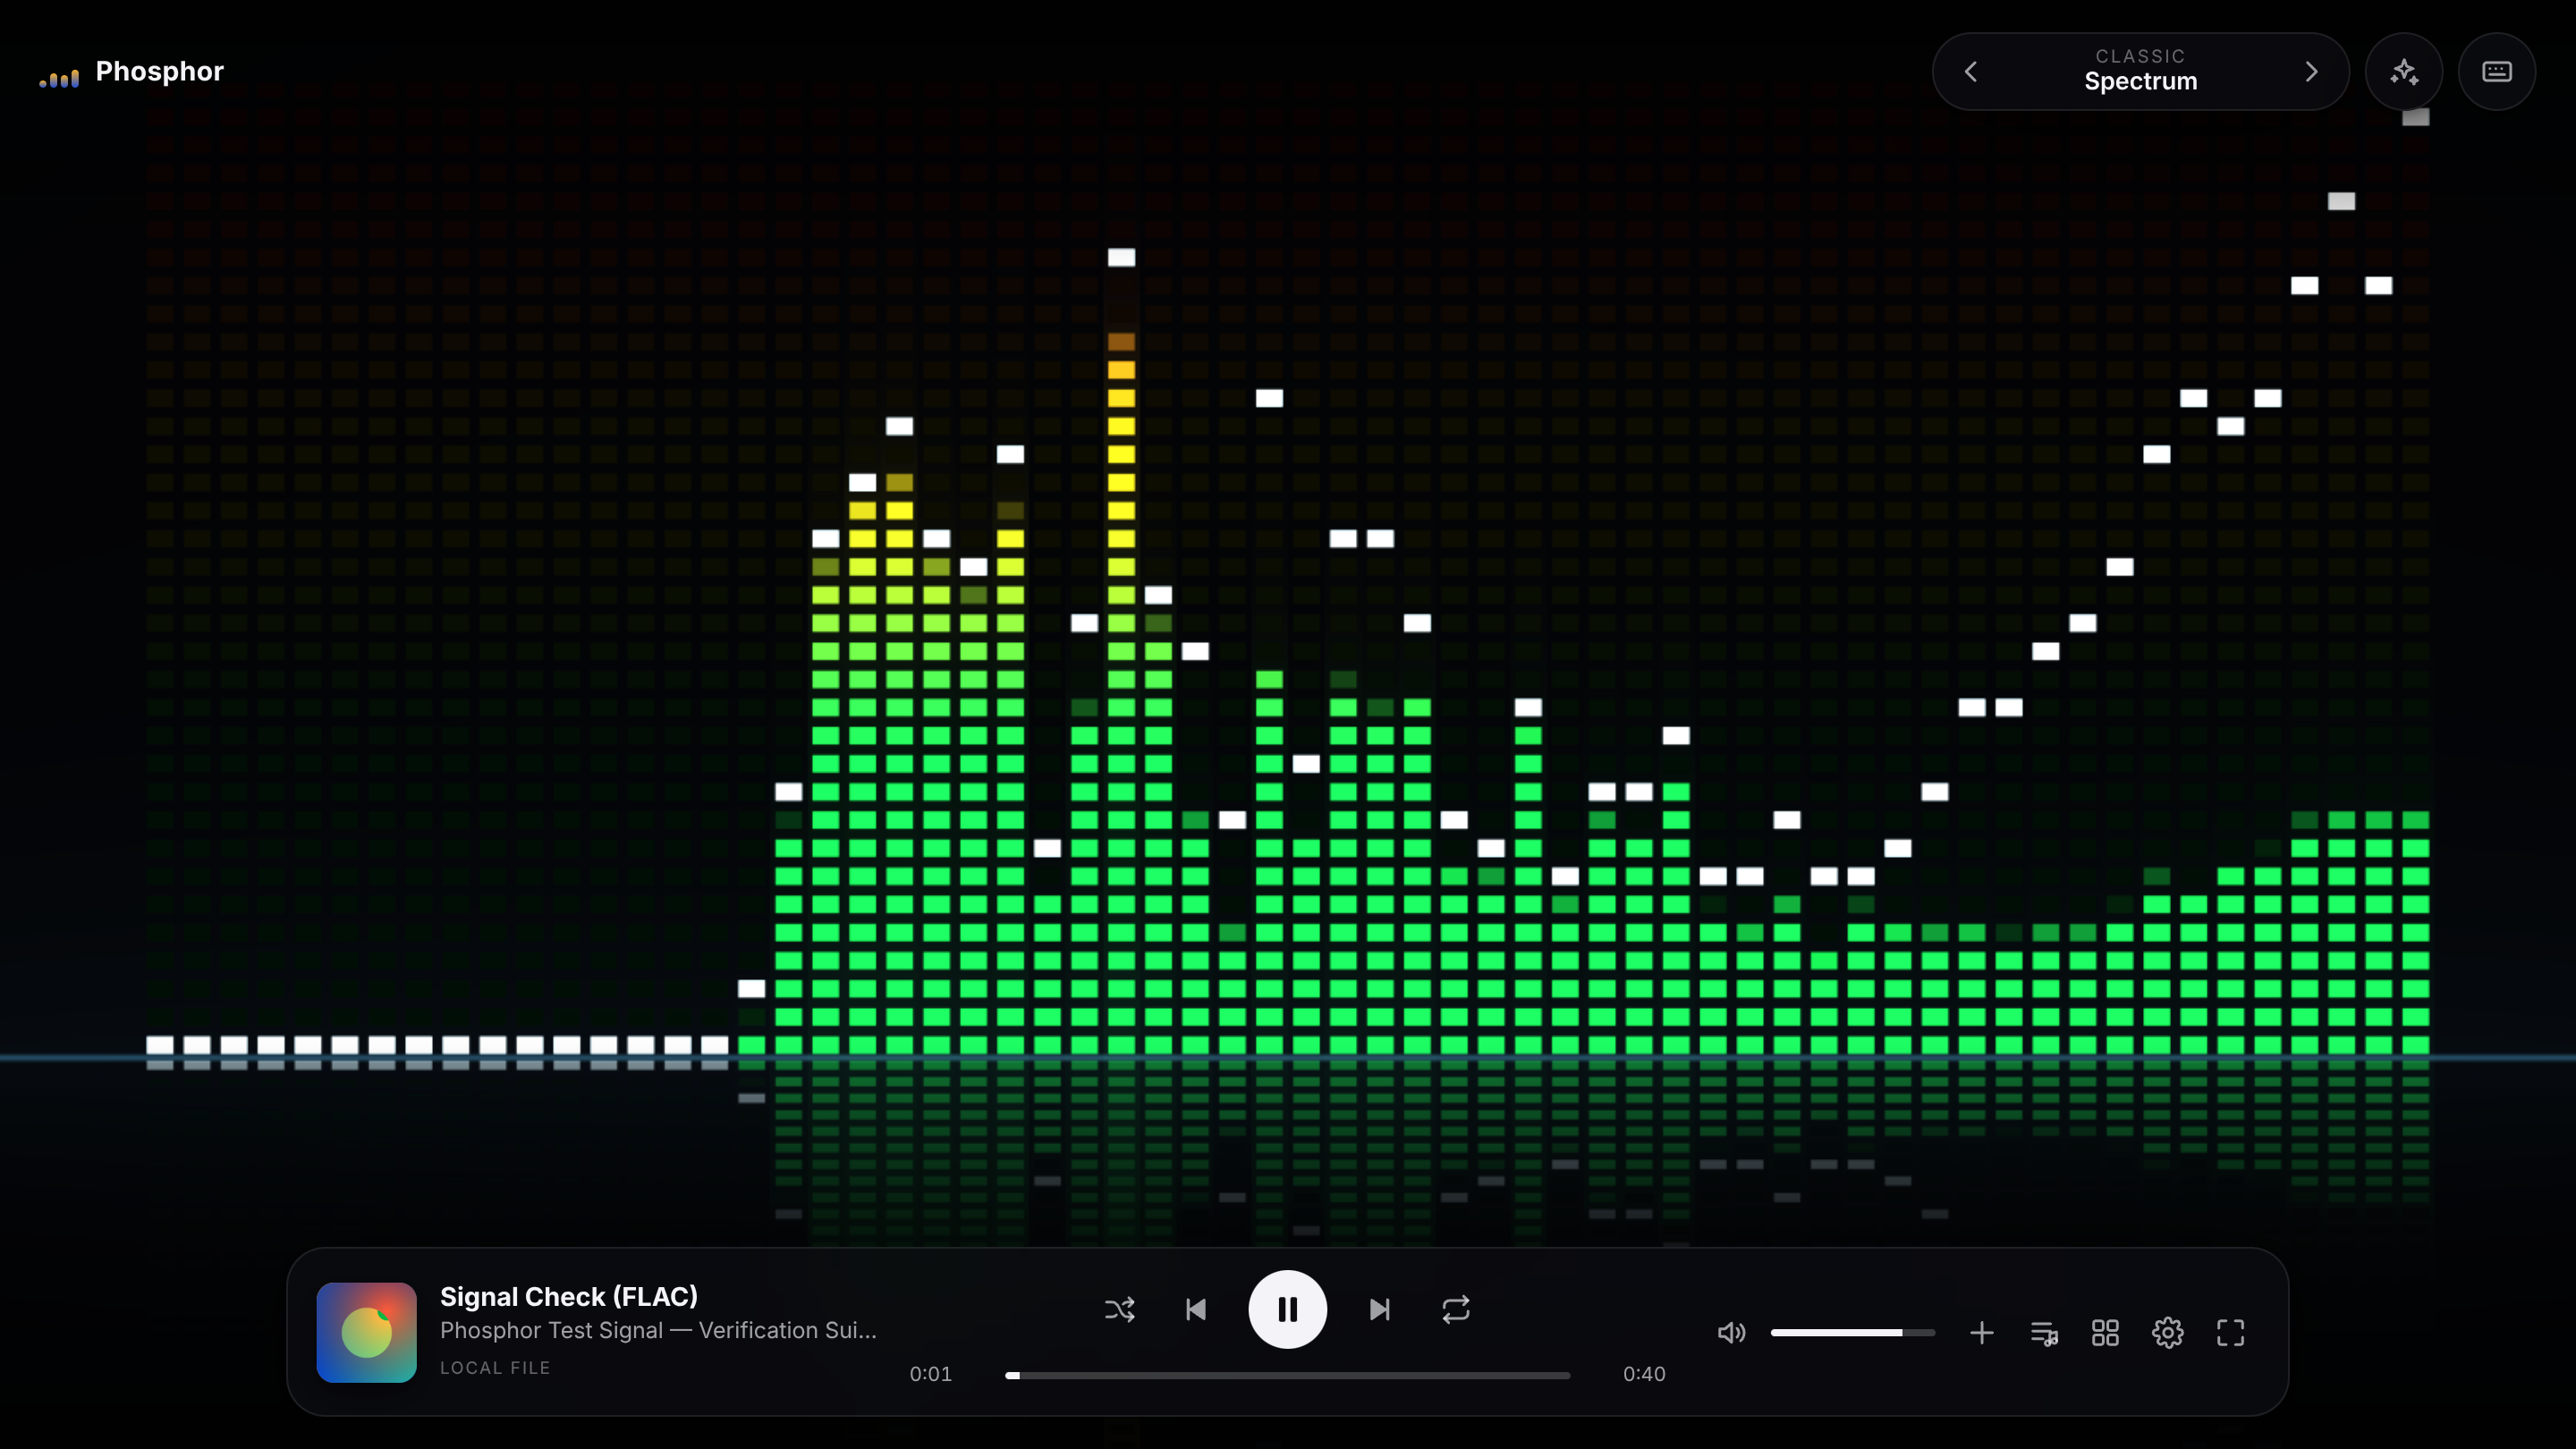 Phosphor
CLASSIC
Spectrum
Signal Check (FLAC)
Phosphor Test Signal — Verification Sui...
LOCAL FILE
0:01
0:40